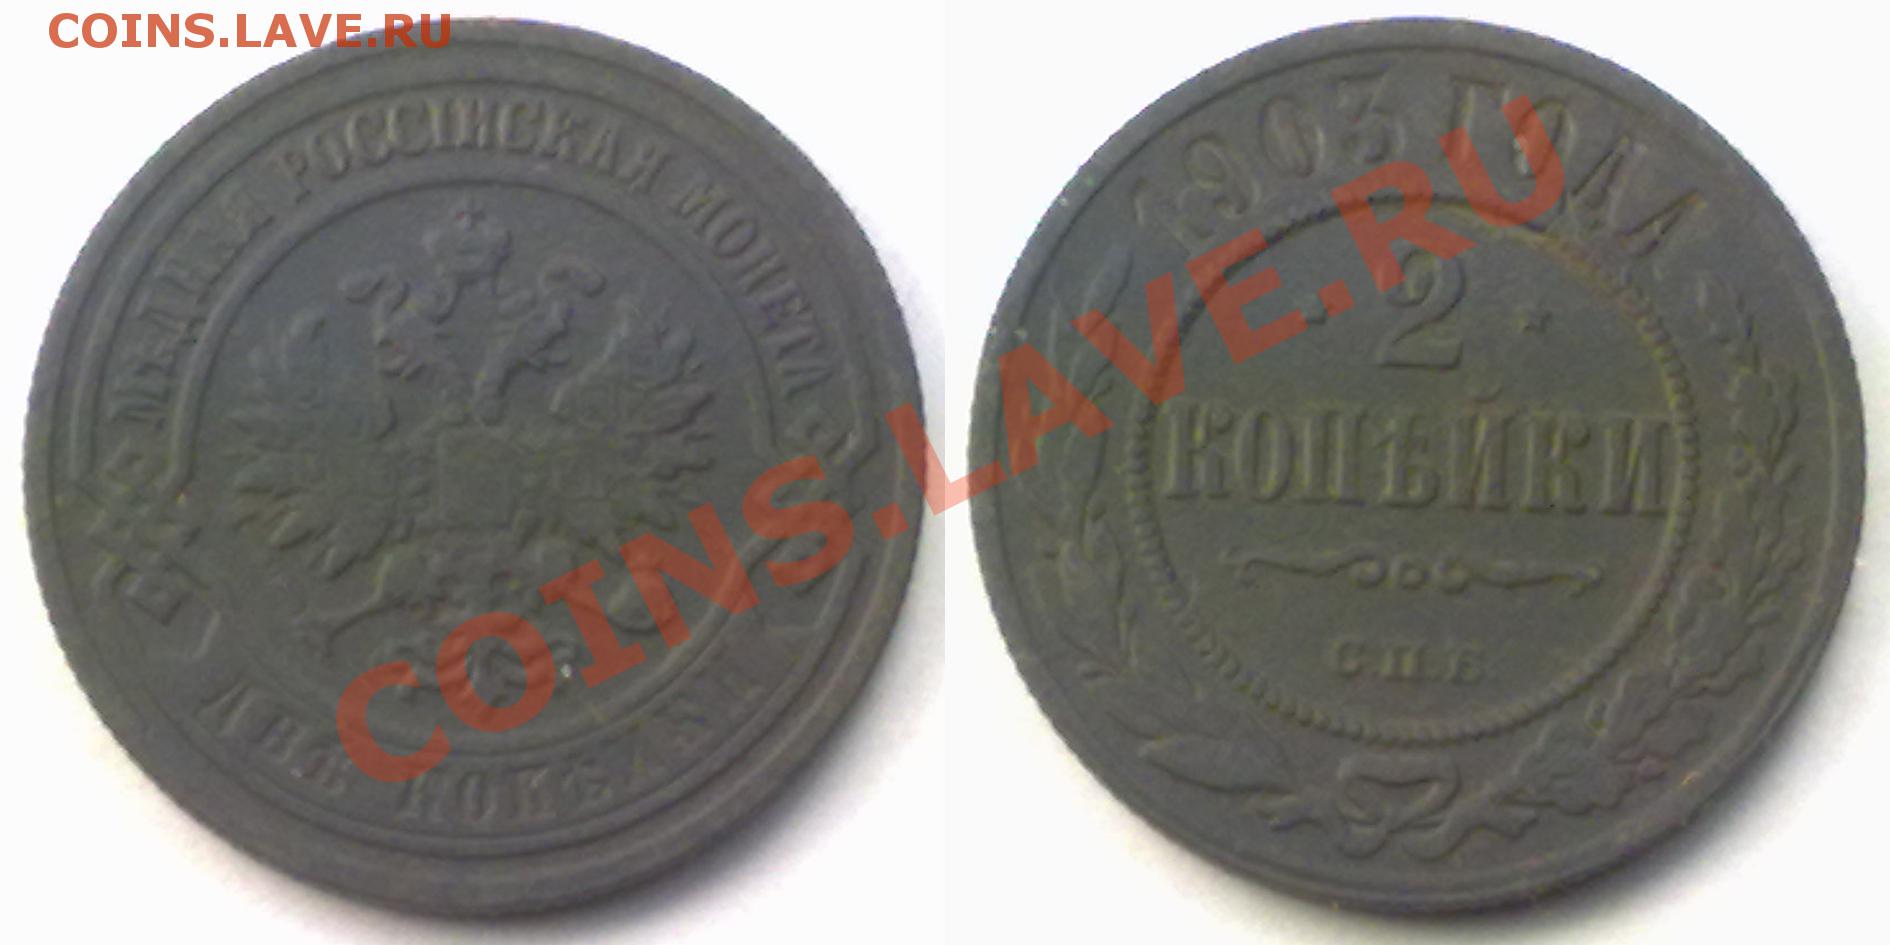 COINS.LAVE.RU
МѢДНАЯ РОССІЙСКАЯ МОНЕТА
ДВѢ КОПѢЙКИ
1903 ГОДА
2
КОПѢЙКИ
С.П.Б.
COINS.LAVE.RU